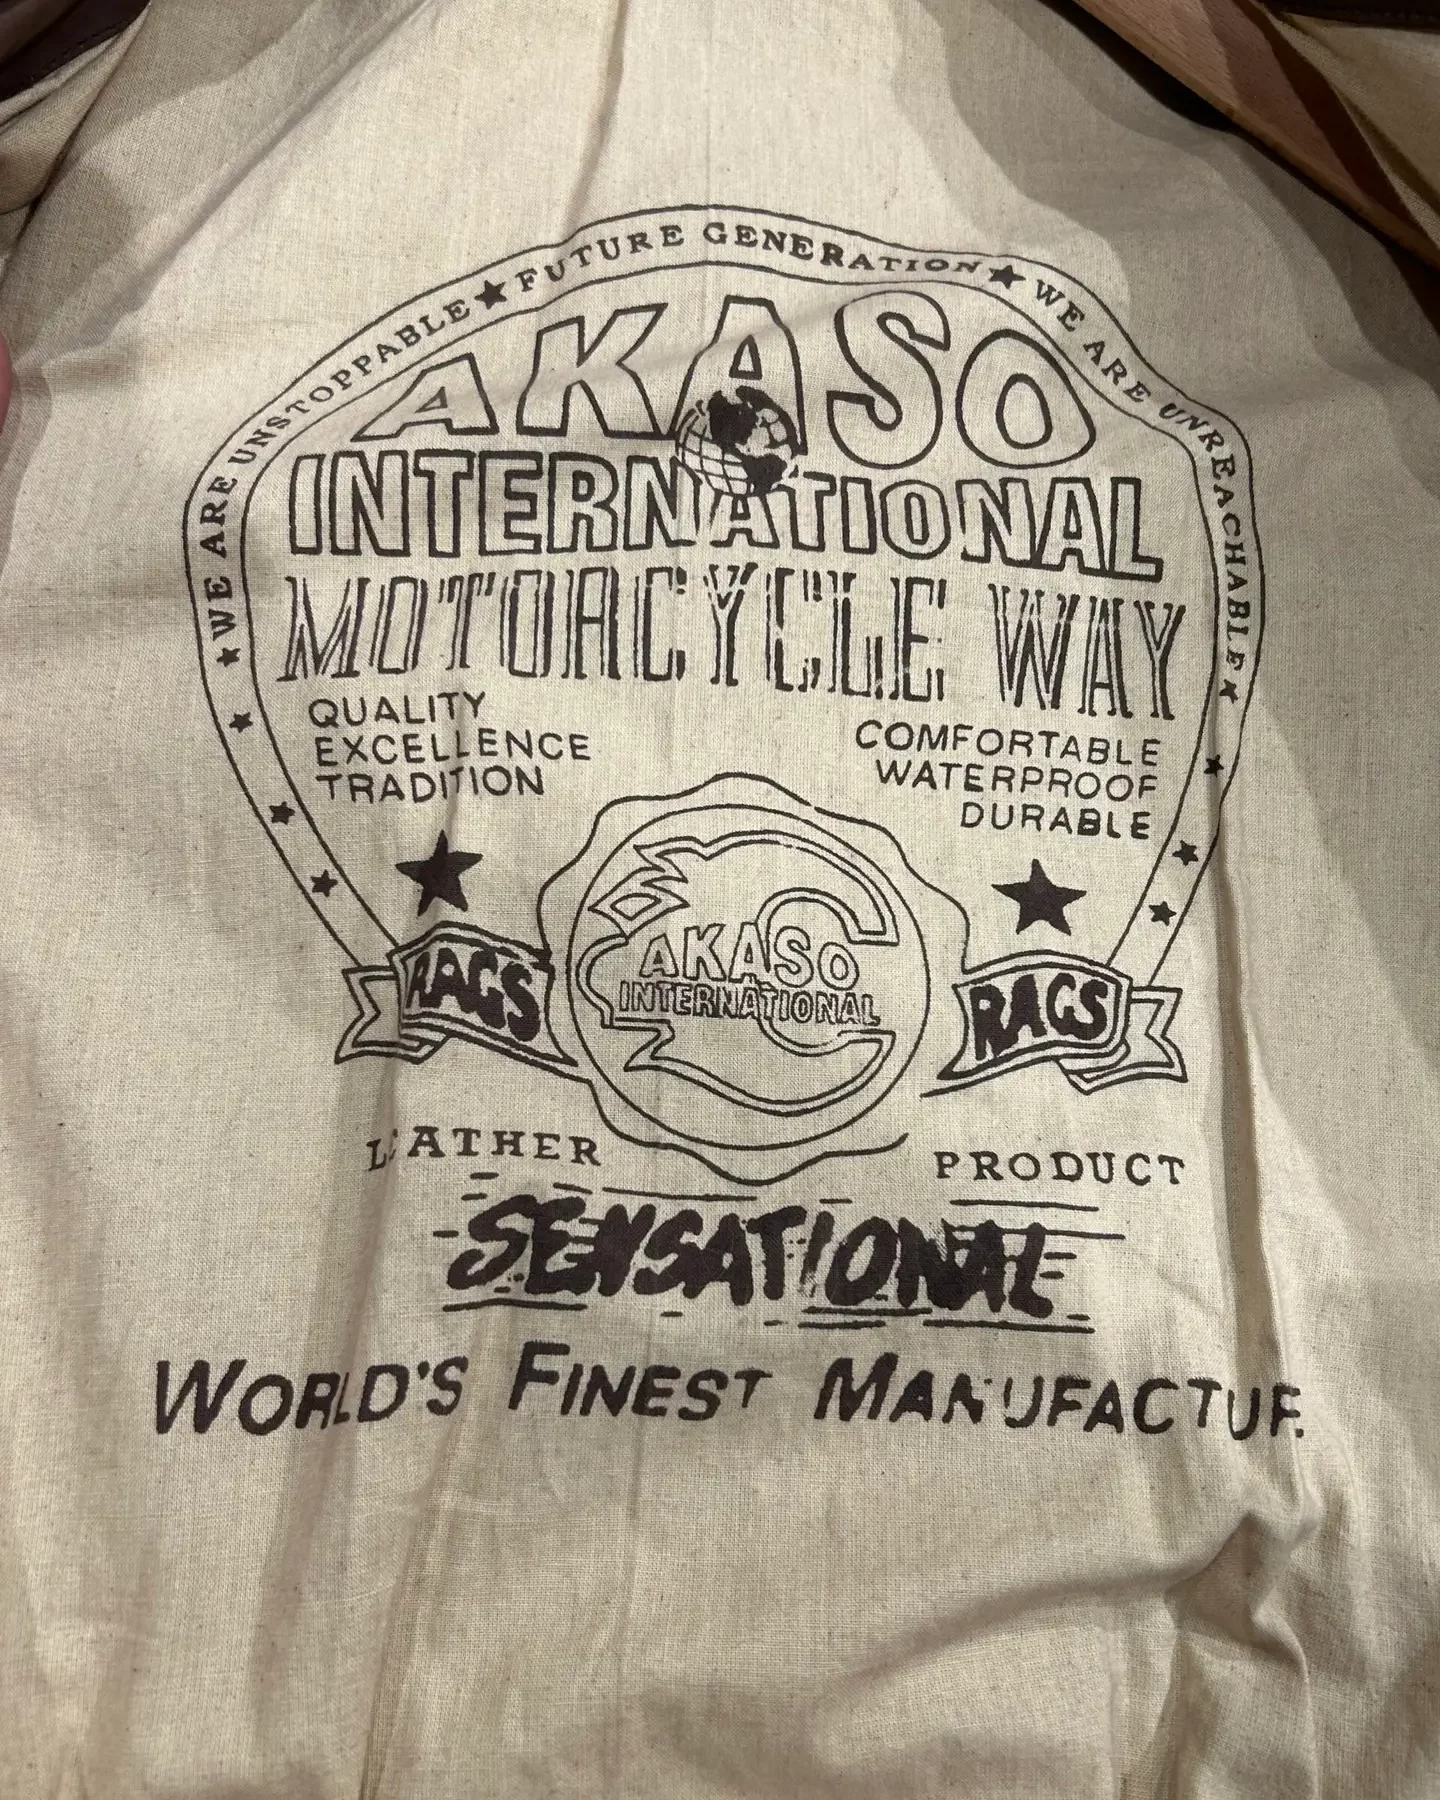 ★ WE ARE UNSTOPPABLE ★ FUTURE GENERATION ★ WE ARE UNREACHABLE ★
AKASO
INTERNATIONAL
MOTORCYCLE WAY
QUALITY
EXCELLENCE
TRADITION
COMFORTABLE
WATERPROOF
DURABLE
AKASO
INTERNATIONAL
RAGS
RAGS
LEATHER PRODUCT
SENSATIONAL
WORLD'S FINEST MANUFACTUR